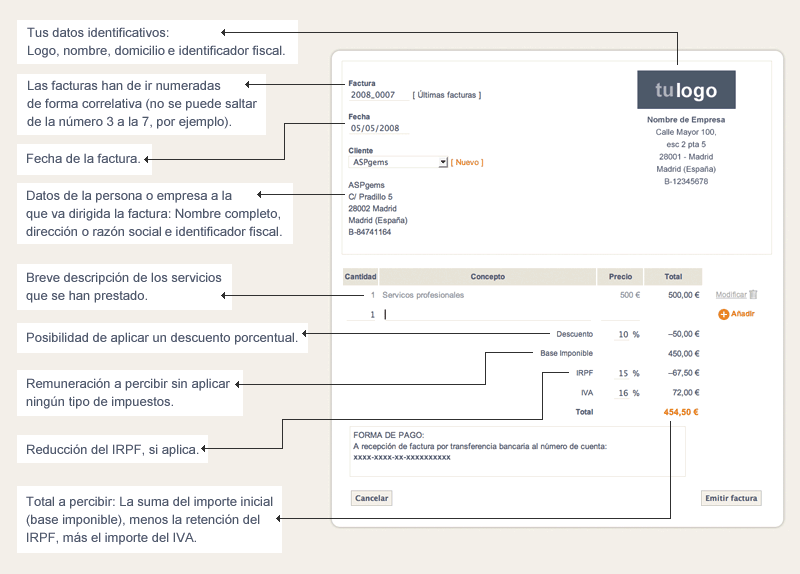 Tus datos identificativos:
Logo, nombre, domicilio e identificador fiscal.
Las facturas han de ir numeradas
de forma correlativa (no se puede saltar
de la número 3 a la 7, por ejemplo).
Fecha de la factura.
Datos de la persona o empresa a la
que va dirigida la factura: Nombre completo,
dirección o razón social e identificador fiscal.
Breve descripción de los servicios
que se han prestado.
Posibilidad de aplicar un descuento porcentual.
Remuneración a percibir sin aplicar
ningún tipo de impuestos.
Reducción del IRPF, si aplica.
Total a percibir: La suma del importe inicial
(base imponible), menos la retención del
IRPF, más el importe del IVA.
Factura
2008_0007 [ Últimas facturas ]
Fecha
05/05/2008
Cliente
ASPgems [ Nuevo ]
ASPgems
C/ Pradillo 5
28002 Madrid
Madrid (España)
B-84741164
tulogo
Nombre de Empresa
Calle Mayor 100,
esc 2 pta 5
28001 - Madrid
Madrid (España)
B-12345678
Cantidad Concepto Precio Total
1 Servicos profesionales 500 € 500,00 € Modificar
1 Añadir
Descuento 10 % –50,00 €
Base Imponible 450,00 €
IRPF 15 % –67,50 €
IVA 16 % 72,00 €
Total 454,50 €
FORMA DE PAGO:
A recepción de factura por transferencia bancaria al número de cuenta:
xxxx-xxxx-xx-xxxxxxxxxx
Cancelar Emitir factura